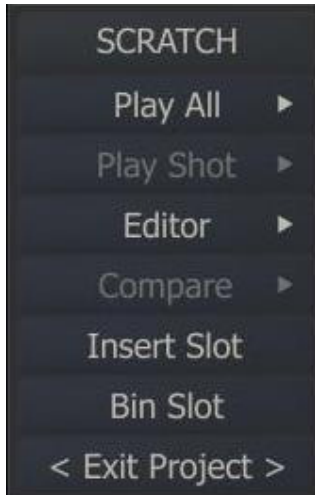 SCRATCH
Play All
Play Shot
Editor
Compare
Insert Slot
Bin Slot
< Exit Project >